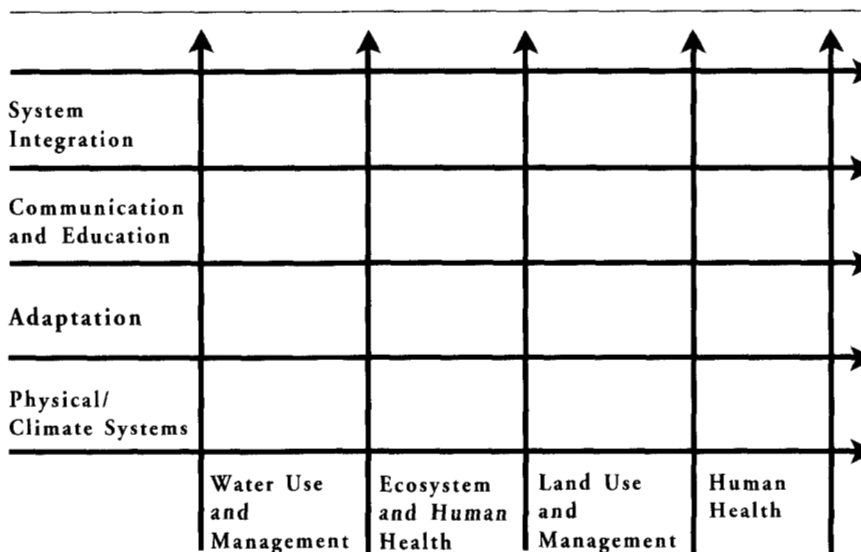 System
Integration
Communication
and Education
Adaptation
Physical/
Climate Systems
Water Use
and
Management
Ecosystem
and Human
Health
Land Use
and
Management
Human
Health